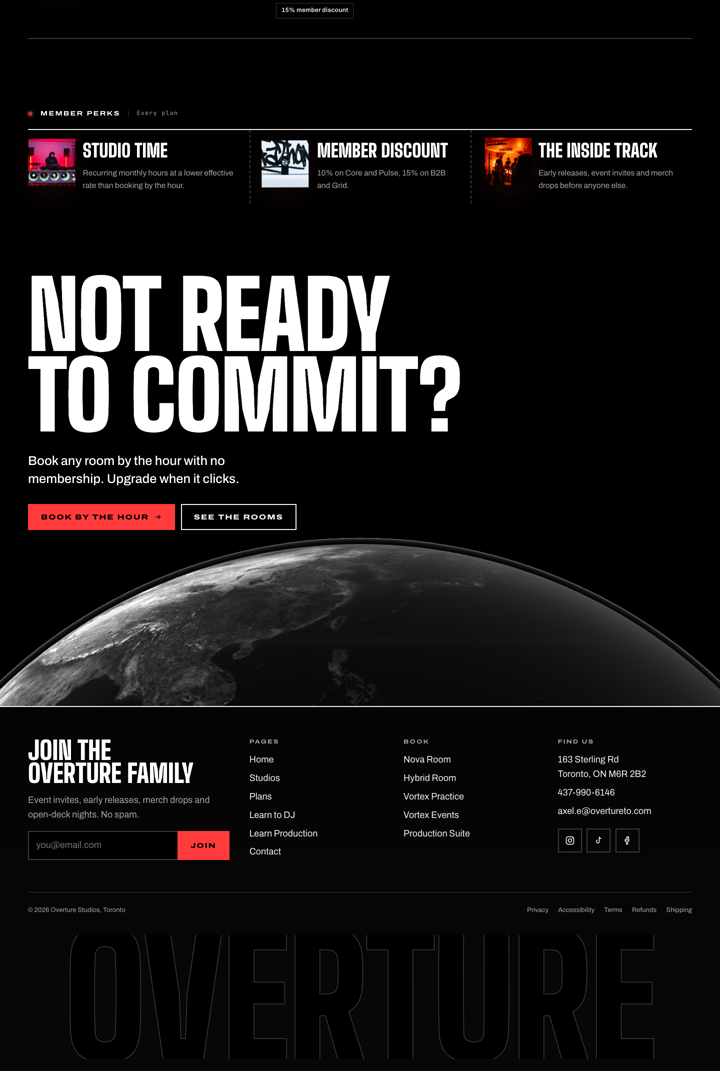 15% member discount
MEMBER PERKS | Every plan
STUDIO TIME
Recurring monthly hours at a lower effective
rate than booking by the hour.
MEMBER DISCOUNT
10% on Core and Pulse, 15% on B2B
and Grid.
THE INSIDE TRACK
Early releases, event invites and merch
drops before anyone else.
NOT READY
TO COMMIT?
Book any room by the hour with no
membership. Upgrade when it clicks.
BOOK BY THE HOUR →
SEE THE ROOMS
JOIN THE
OVERTURE FAMILY
Event invites, early releases, merch drops and
open-deck nights. No spam.
you@email.com
JOIN
PAGES
Home
Studios
Plans
Learn to DJ
Learn Production
Contact
BOOK
Nova Room
Hybrid Room
Vortex Practice
Vortex Events
Production Suite
FIND US
163 Sterling Rd
Toronto, ON M6R 2B2
437-990-6146
axel.e@overtureto.com
© 2026 Overture Studios, Toronto
Privacy Accessibility Terms Refunds Shipping
OVERTURE